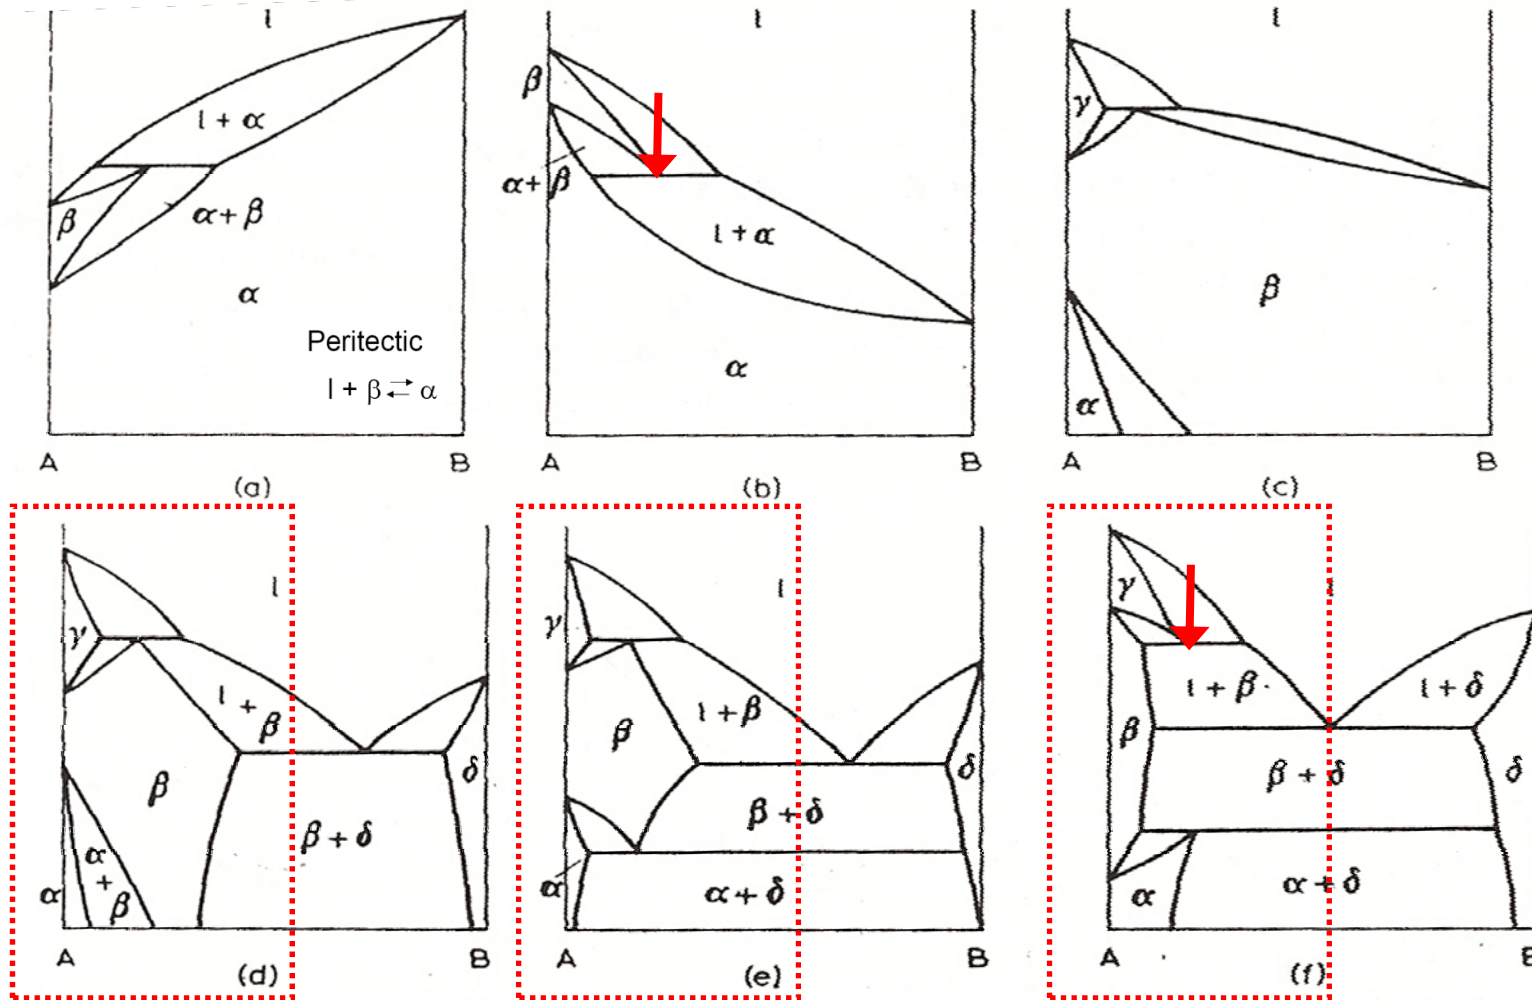 l
l + α
β
α + β
α
Peritectic
l + β ⇄ α
A
B
(a)
l
β
α + β
l + α
α
A
B
(b)
l
γ
β
α
A
B
(c)
l
γ
l +
β
β
δ
β + δ
α
+
β
α
A
B
(d)
l
γ
β
l + β
δ
β + δ
α
α + δ
A
B
(e)
l
γ
l + β
l + δ
β
β + δ
δ
α
α + δ
A
B
(f)